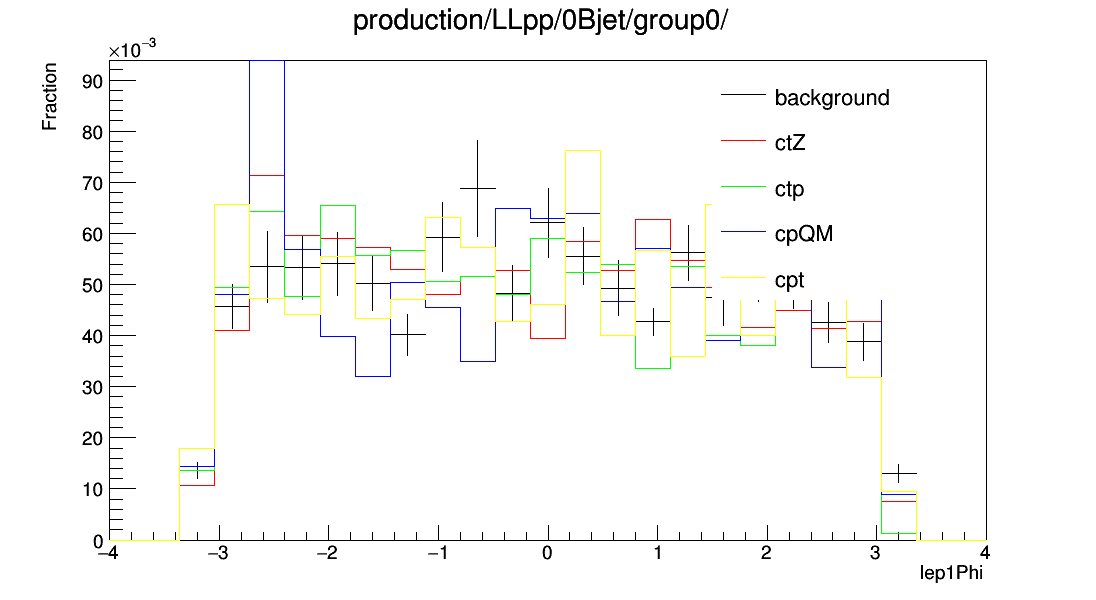 production/LLpp/0Bjet/group0/
×10⁻³
Fraction
90
80
70
60
50
40
30
20
10
0
background
ctZ
ctp
cpQM
cpt
−4 −3 −2 −1 0 1 2 3 4
lep1Phi